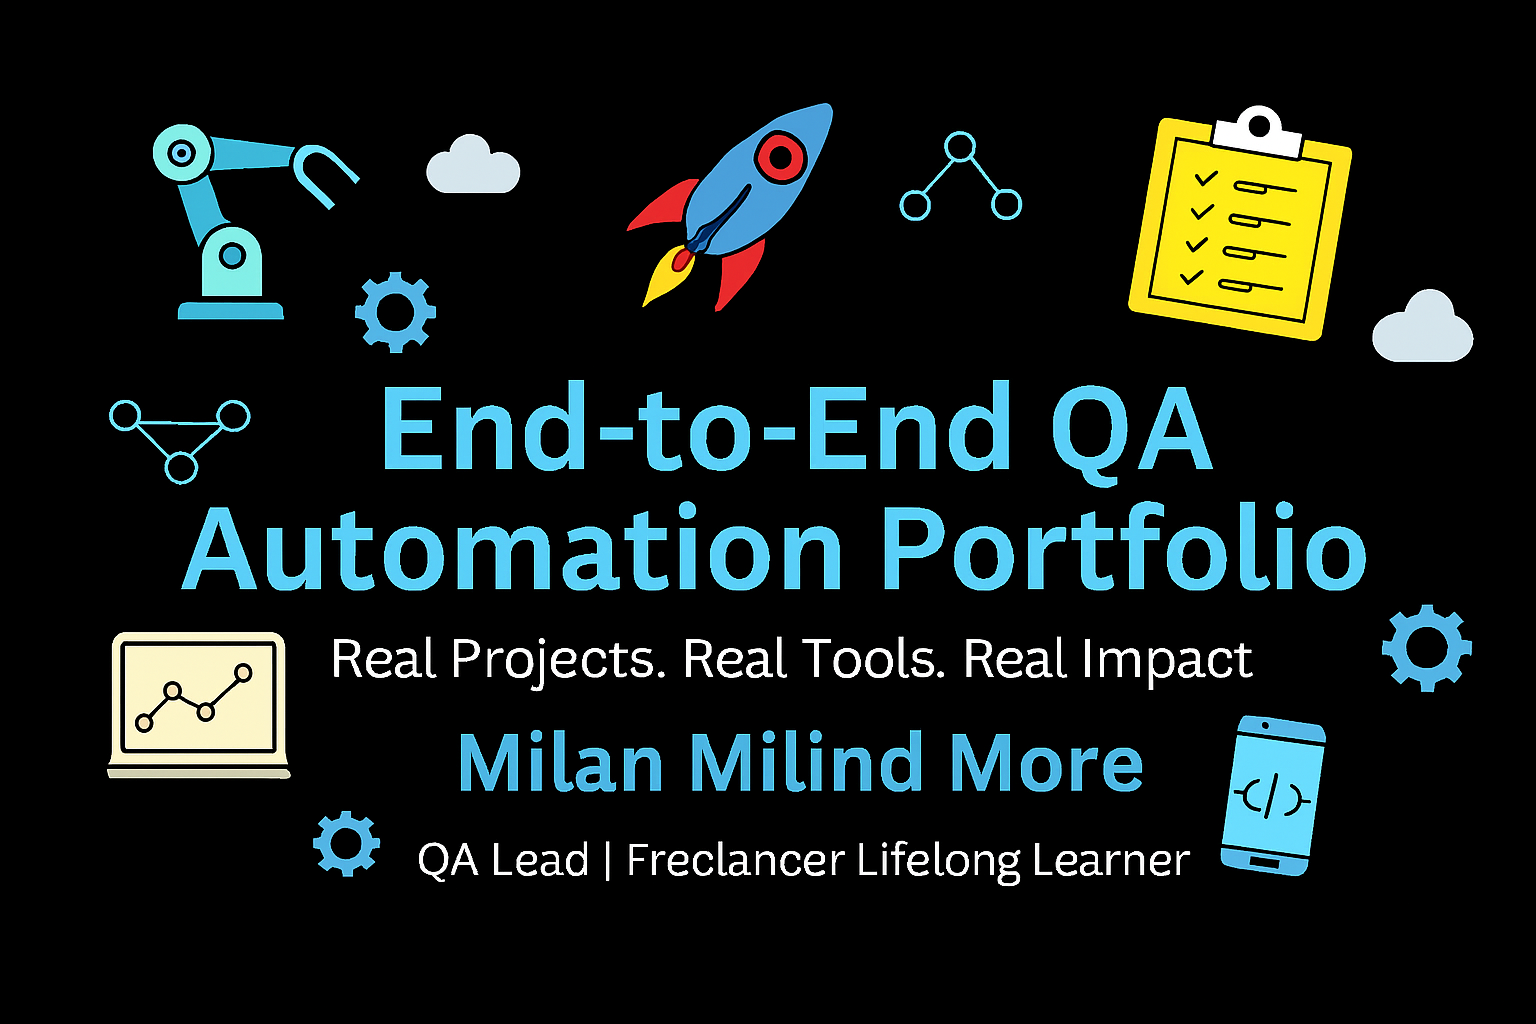 End-to-End QA
Automation Portfolio
Real Projects. Real Tools. Real Impact
Milan Milind More
QA Lead | Freclancer Lifelong Learner